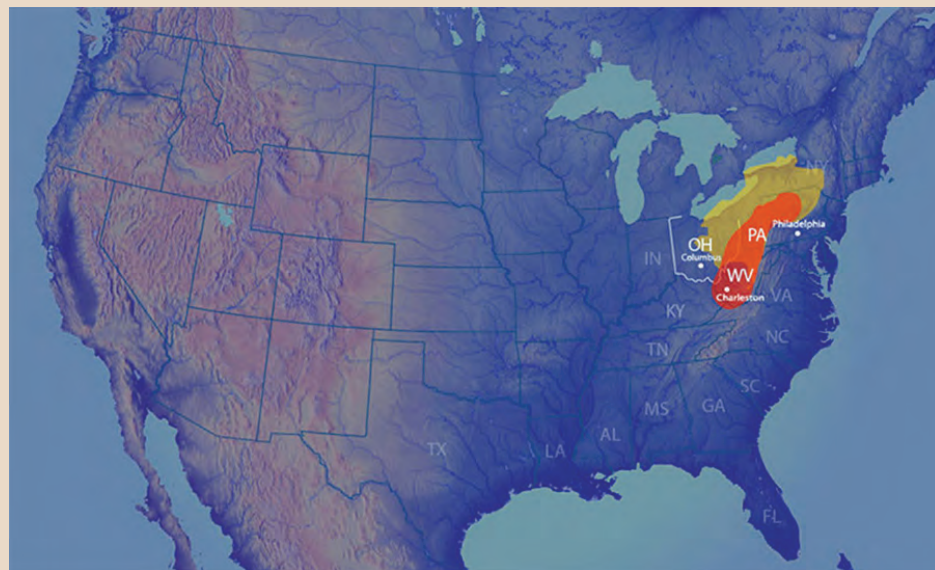 NY
Philadelphia
PA
OH
Columbus
IN
WV
Charleston
VA
KY
NC
TN
SC
MS
GA
AL
TX
LA
FL